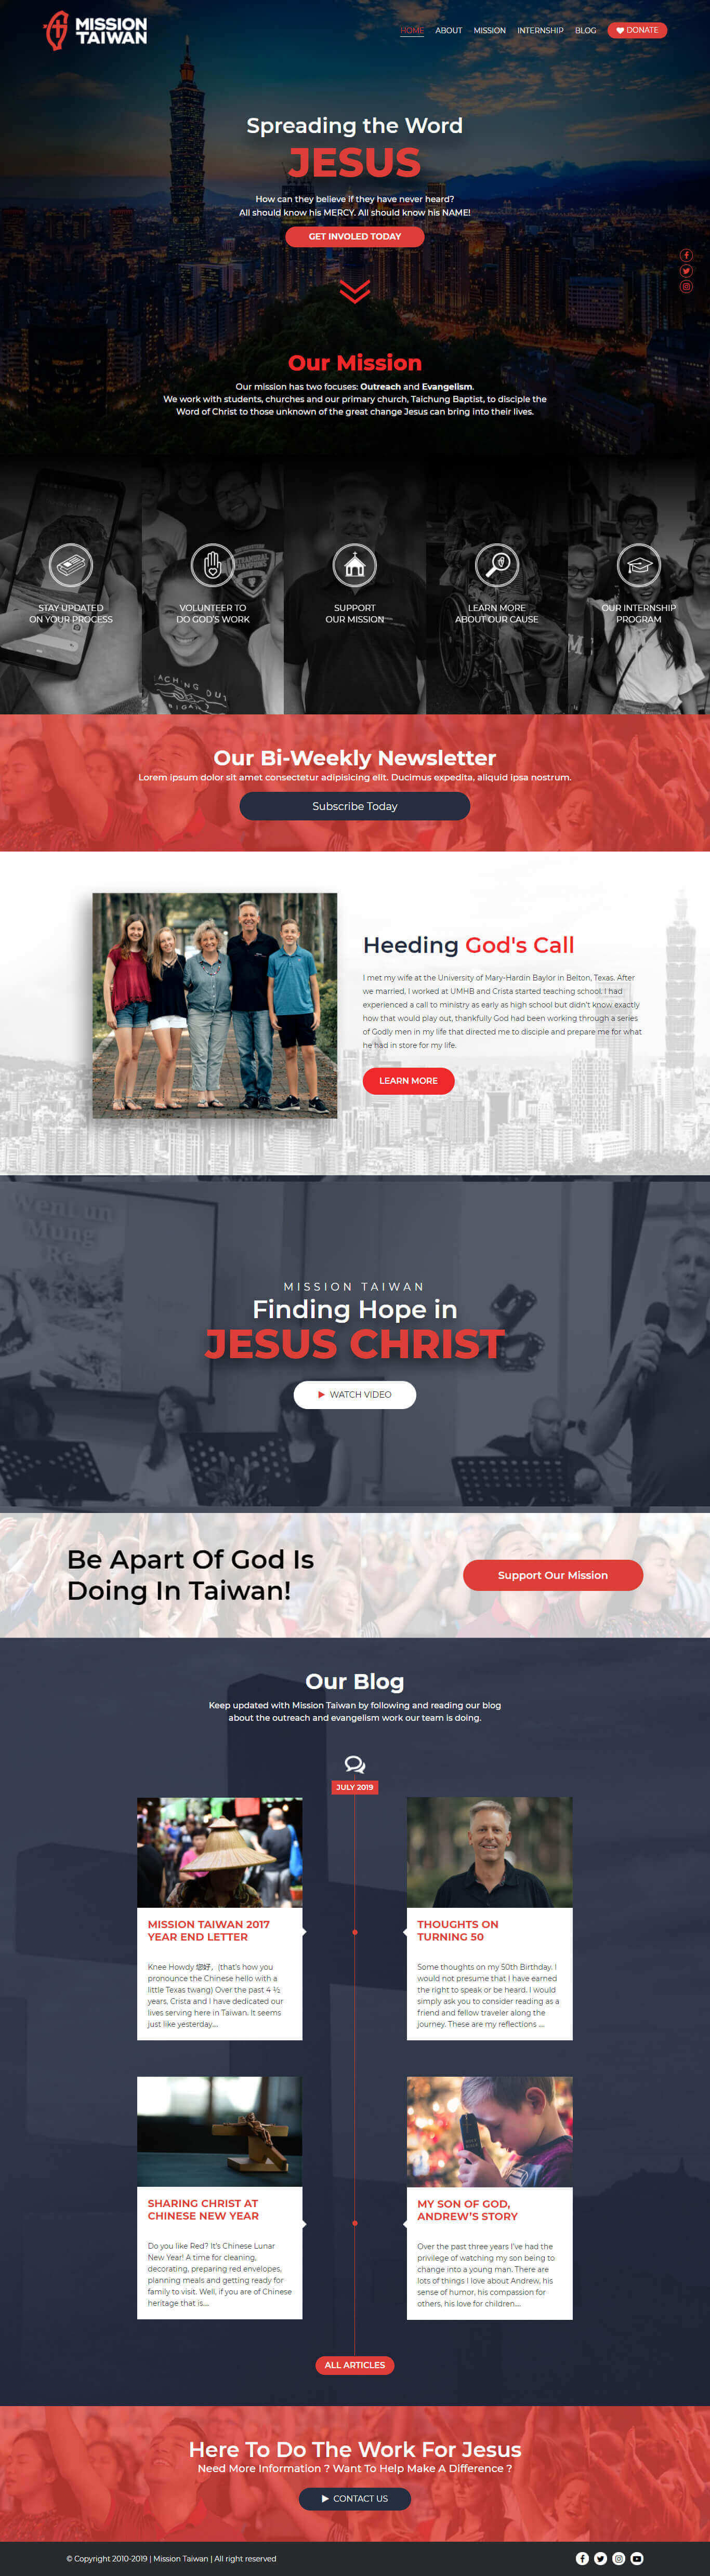 MISSION
TAIWAN
HOME ABOUT MISSION INTERNSHIP BLOG DONATE
Spreading the Word
JESUS
How can they believe if they have never heard?
All should know his MERCY. All should know his NAME!
GET INVOLED TODAY
Our Mission
Our mission has two focuses: Outreach and Evangelism.
We work with students, churches and our primary church, Taichung Baptist, to disciple the
Word of Christ to those unknown of the great change Jesus can bring into their lives.
STAY UPDATED
ON YOUR PROCESS
VOLUNTEER TO
DO GOD'S WORK
SUPPORT
OUR MISSION
LEARN MORE
ABOUT OUR CAUSE
OUR INTERNSHIP
PROGRAM
Our Bi-Weekly Newsletter
Lorem ipsum dolor sit amet consectetur adipisicing elit. Ducimus expedita, aliquid ipsa nostrum.
Subscribe Today
Heeding God's Call
I met my wife at the University of Mary-Hardin Baylor in Belton, Texas. After
we married, I worked at UMHB and Crista started teaching school. I had
experienced a call to ministry as early as high school but didn't know exactly
how that would play out, thankfully God had been working through a series
of Godly men in my life that directed me to disciple and prepare me for what
he had in store for my life.
LEARN MORE
MISSION TAIWAN
Finding Hope in
JESUS CHRIST
WATCH VIDEO
Be Apart Of God Is
Doing In Taiwan!
Support Our Mission
Our Blog
Keep updated with Mission Taiwan by following and reading our blog
about the outreach and evangelism work our team is doing.
JULY 2019
MISSION TAIWAN 2017
YEAR END LETTER
Knee Howdy 您好，(that's how you
pronounce the Chinese hello with a
little Texas twang) Over the past 4 ½
years, Crista and I have dedicated our
lives serving here in Taiwan. It seems
just like yesterday....
THOUGHTS ON
TURNING 50
Some thoughts on my 50th Birthday. I
would not presume that I have earned
the right to speak or be heard. I would
simply ask you to consider reading as a
friend and fellow traveler along the
journey. These are my reflections ....
SHARING CHRIST AT
CHINESE NEW YEAR
Do you like Red? It's Chinese Lunar
New Year! A time for cleaning,
decorating, preparing red envelopes,
planning meals and getting ready for
family to visit. Well, if you are of Chinese
heritage that is....
MY SON OF GOD,
ANDREW'S STORY
Over the past three years I've had the
privilege of watching my son being to
change into a young man. There are
lots of things I love about Andrew, his
sense of humor, his compassion for
others, his love for children....
ALL ARTICLES
Here To Do The Work For Jesus
Need More Information ? Want To Help Make A Difference ?
CONTACT US
© Copyright 2010-2019 | Mission Taiwan | All right reserved